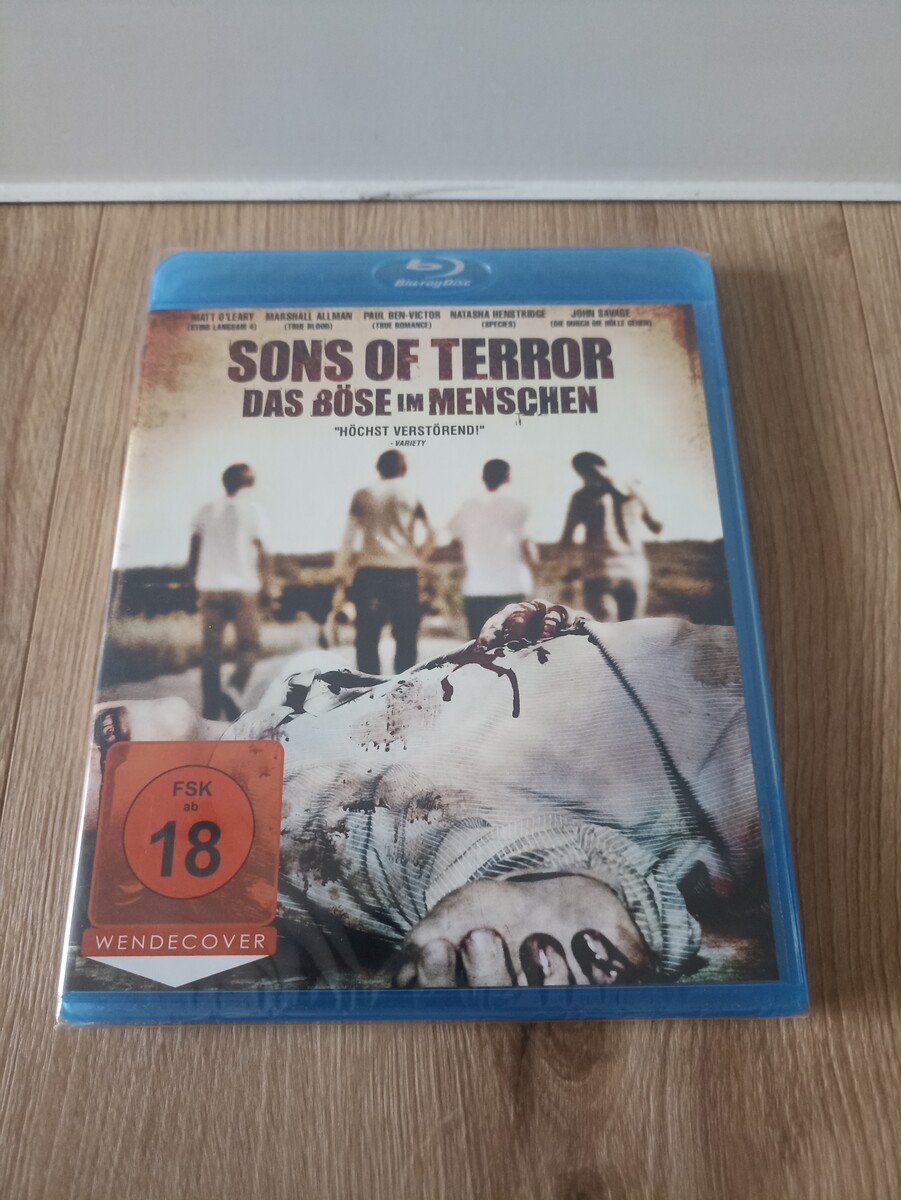 Blu-ray Disc
MATT O'LEARY MARSHALL ALLMAN PAUL BEN-VICTOR NATASHA HENSTRIDGE JOHN SAVAGE
(STIRB LANGSAM 4) (TRUE BLOOD) (TRUE ROMANCE) (SPECIES) (DIE DURCH DIE HÖLLE GEHEN)
SONS OF TERROR
DAS BÖSE IM MENSCHEN
"HÖCHST VERSTÖREND!"
- VARIETY
FSK
ab
18
WENDECOVER